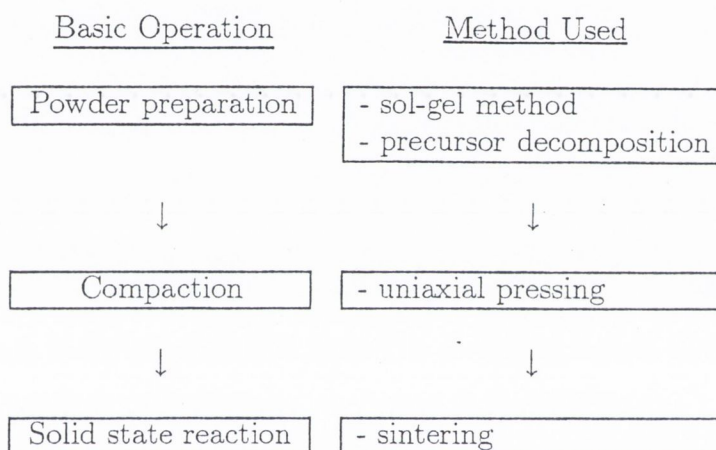 Basic Operation Method Used
Powder preparation - sol-gel method
- precursor decomposition
↓ ↓
Compaction - uniaxial pressing
↓ ↓
Solid state reaction - sintering